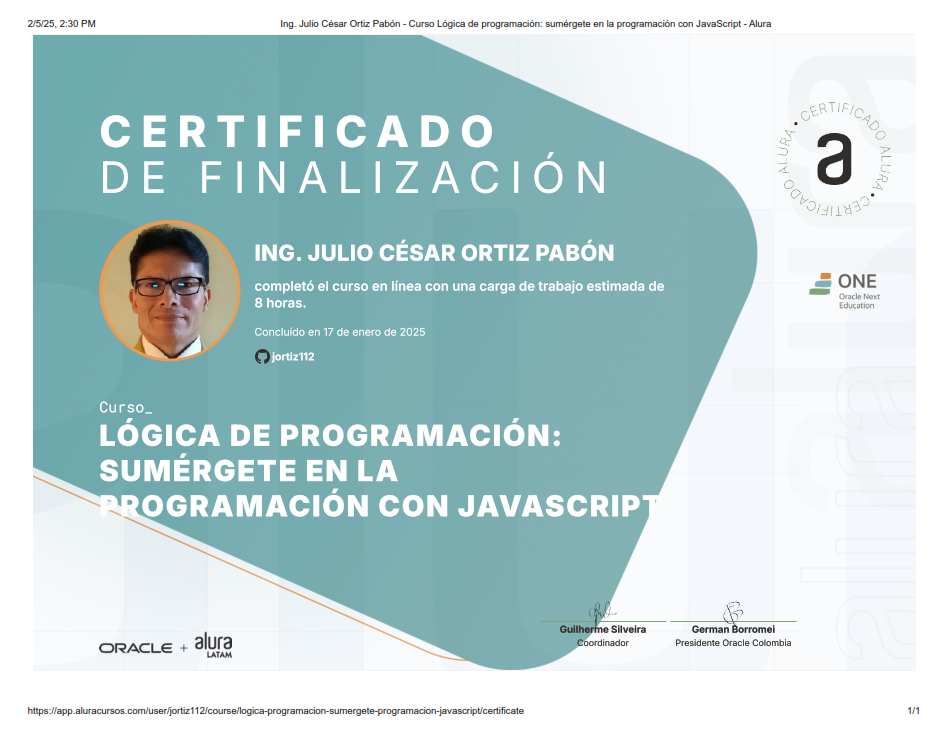 2/5/25, 2:30 PM
Ing. Julio César Ortiz Pabón - Curso Lógica de programación: sumérgete en la programación con JavaScript - Alura
CERTIFICADO
DE FINALIZACIÓN
• CERTIFICADO ALURA • CERTIFICADO ALURA
a
ING. JULIO CÉSAR ORTIZ PABÓN
completó el curso en línea con una carga de trabajo estimada de
8 horas.
Concluído en 17 de enero de 2025
jortiz112
ONE
Oracle Next
Education
Curso_
LÓGICA DE PROGRAMACIÓN:
SUMÉRGETE EN LA
PROGRAMACIÓN CON JAVASCRIPT
ORACLE + alura
LATAM
Guilherme Silveira
Coordinador
German Borromei
Presidente Oracle Colombia
https://app.aluracursos.com/user/jortiz112/course/logica-programacion-sumergete-programacion-javascript/certificate
1/1